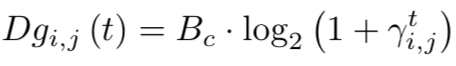 Dg_{i,j}(t) = B_c · log_2(1 + γ^t_{i,j})